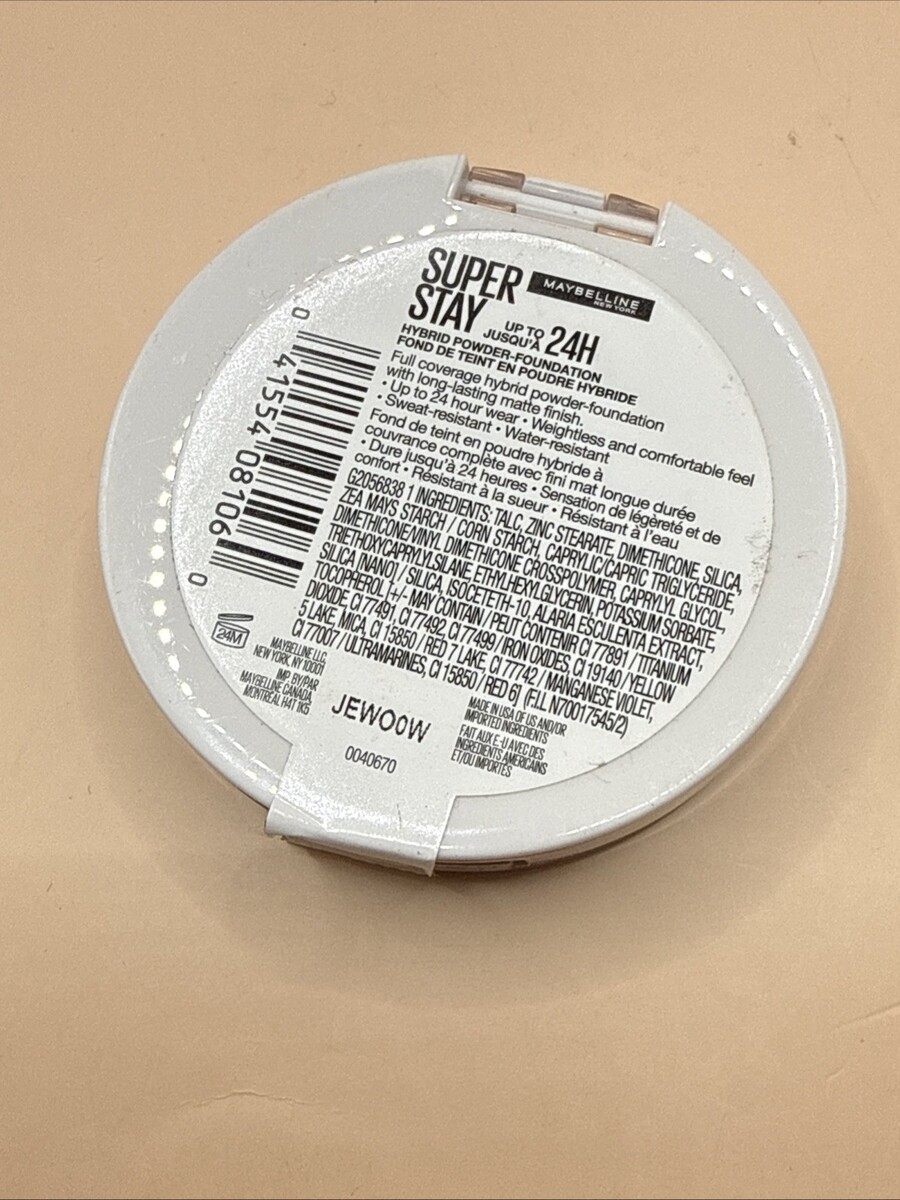 SUPER
STAY
MAYBELLINE
NEW YORK
UP TO
JUSQU'À
24H
HYBRID POWDER-FOUNDATION
FOND DE TEINT EN POUDRE HYBRIDE
Full coverage hybrid powder-foundation
with long-lasting matte finish.
• Up to 24 hour wear • Weightless and comfortable feel
• Sweat-resistant • Water-resistant
Fond de teint en poudre hybride à
couvrance complète avec fini mat longue durée
• Dure jusqu'à 24 heures • Sensation de légèreté et de
confort • Résistant à la sueur • Résistant à l'eau
G2056838 1 INGREDIENTS: TALC, ZINC STEARATE, DIMETHICONE, SILICA,
ZEA MAYS STARCH / CORN STARCH, CAPRYLIC/CAPRIC TRIGLYCERIDE,
DIMETHICONE/VINYL DIMETHICONE CROSSPOLYMER, CAPRYLYL GLYCOL,
TRIETHOXYCAPRYLYLSILANE, ETHYLHEXYLGLYCERIN, POTASSIUM SORBATE,
SILICA [NANO] / SILICA, ISOCETETH-10, ALARIA ESCULENTA EXTRACT,
TOCOPHEROL [+/- MAY CONTAIN / PEUT CONTENIR CI 77891 / TITANIUM
DIOXIDE, CI 77491, CI 77492, CI 77499 / IRON OXIDES, CI 19140 / YELLOW
5 LAKE, MICA, CI 15850 / RED 7 LAKE, CI 77742 / MANGANESE VIOLET,
CI 77007 / ULTRAMARINES, CI 15850 / RED 6] (F.I.L. N70017545/2)
0 41554 08106 0
24M
MAYBELLINE LLC
NEW YORK, NY 10001
IMP. BY/PAR
MAYBELLINE CANADA,
MONTRÉAL H4T 1K5
JEW00W
0040670
MADE IN USA OF US AND/OR
IMPORTED INGREDIENTS
FAIT AUX É.-U AVEC DES
INGRÉDIENTS AMÉRICAINS
ET/OU IMPORTÉS